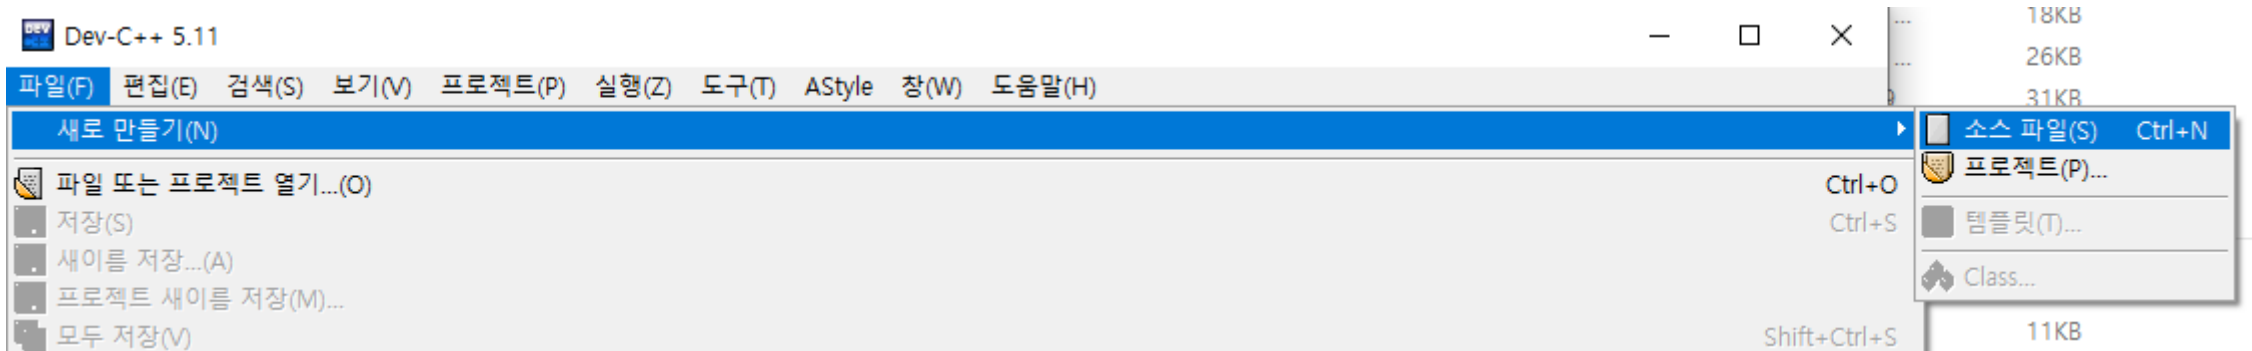 Dev-C++ 5.11
파일(F) 편집(E) 검색(S) 보기(V) 프로젝트(P) 실행(Z) 도구(T) AStyle 창(W) 도움말(H)
새로 만들기(N)
파일 또는 프로젝트 열기...(O) Ctrl+O
저장(S) Ctrl+S
새이름 저장...(A)
프로젝트 새이름 저장(M)...
모두 저장(V) Shift+Ctrl+S
소스 파일(S) Ctrl+N
프로젝트(P)...
템플릿(T)...
Class...
... 18KB
... 26KB
31KB
11KB